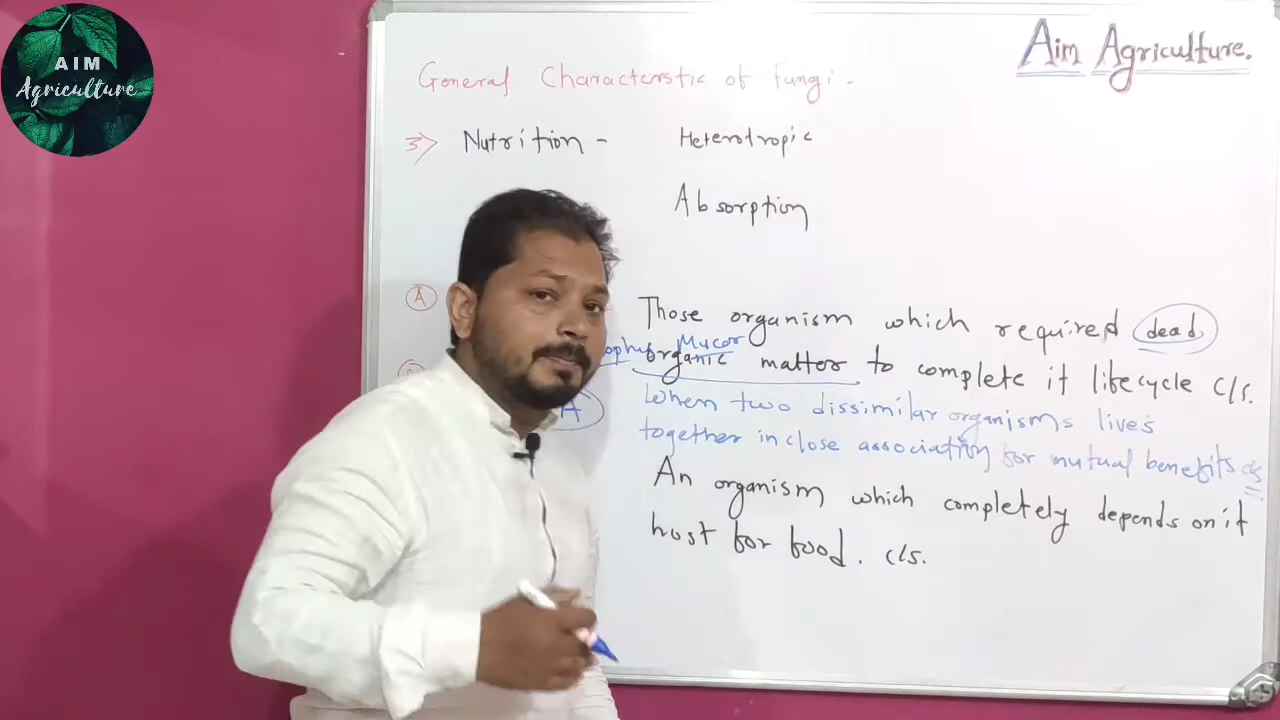 AIM
Agriculture
Aim Agriculture.
General Characterstic of Fungi -
3> Nutrition - Heterotropic
Absorption
A Those organism which required dead
Mucor
organic matter to complete it lifecycle c/s.
A When two dissimilar organisms lives
together in close association for mutual benefits c/s
An organism which completely depends on it
host for food. c/s.